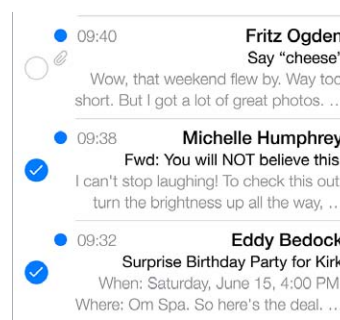 09:40 Fritz Ogden
Say “cheese”
Wow, that weekend flew by. Way too
short. But I got a lot of great photos. …
09:38 Michelle Humphrey
Fwd: You will NOT believe this
I can't stop laughing! To check this out
turn the brightness up all the way, …
09:32 Eddy Bedock
Surprise Birthday Party for Kirk
When: Saturday, June 15, 4:00 PM
Where: Om Spa. So here's the deal. …